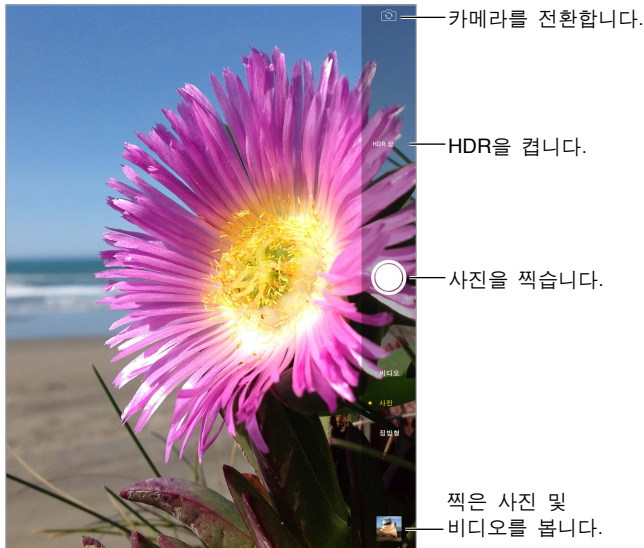 카메라를 전환합니다.
HDR 끔
HDR을 켭니다.
사진을 찍습니다.
비디오
사진
정방형
찍은 사진 및
비디오를 봅니다.